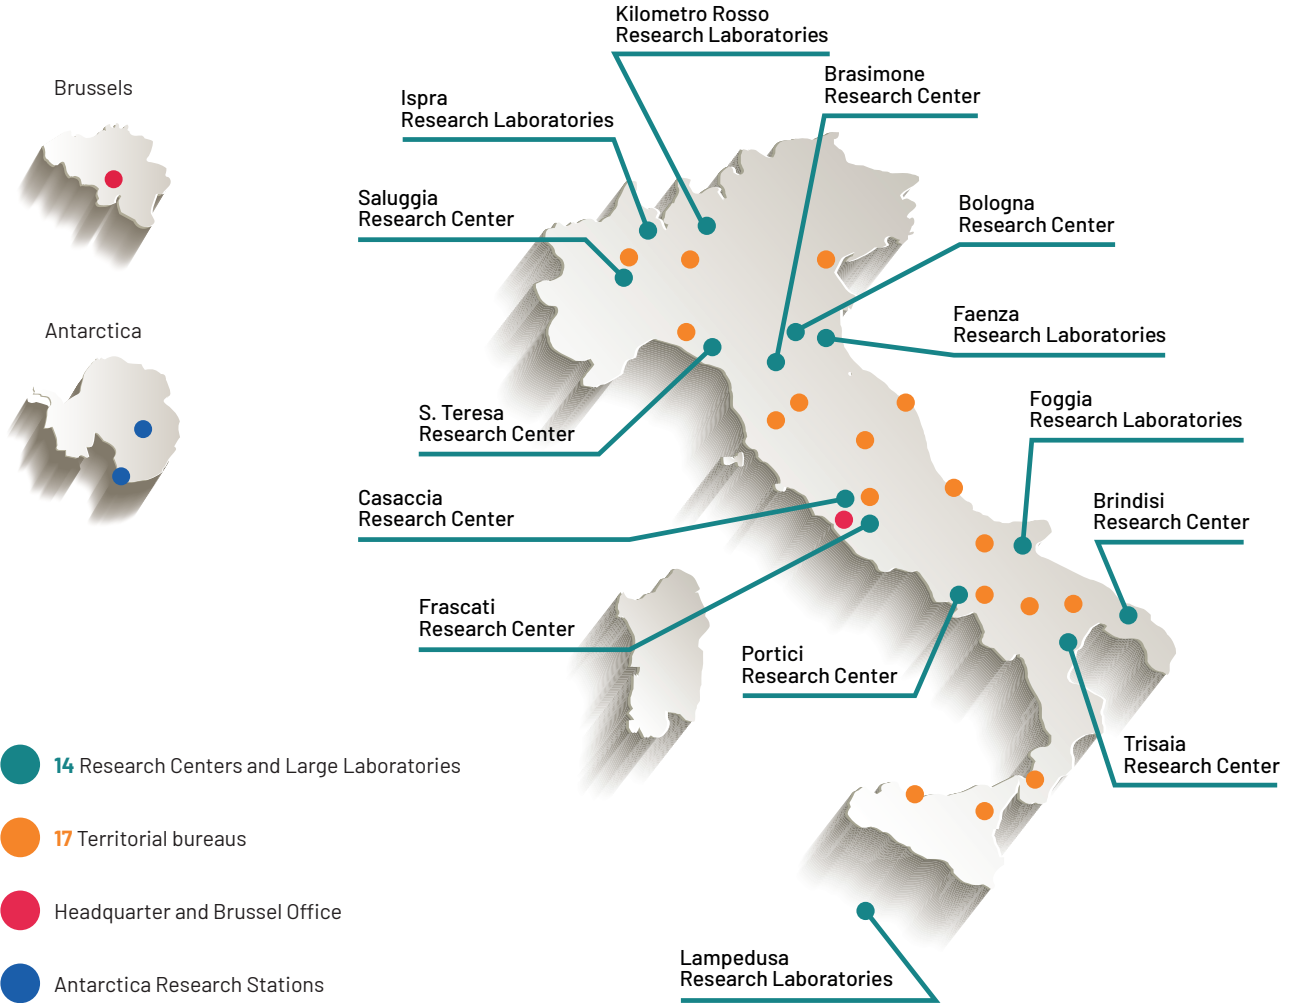 Kilometro Rosso
Research Laboratories
Brasimone
Research Center
Brussels
Ispra
Research Laboratories
Saluggia
Research Center
Bologna
Research Center
Faenza
Research Laboratories
Antarctica
S. Teresa
Research Center
Foggia
Research Laboratories
Casaccia
Research Center
Brindisi
Research Center
Frascati
Research Center
Portici
Research Center
Trisaia
Research Center
14 Research Centers and Large Laboratories
17 Territorial bureaus
Headquarter and Brussel Office
Antarctica Research Stations
Lampedusa
Research Laboratories